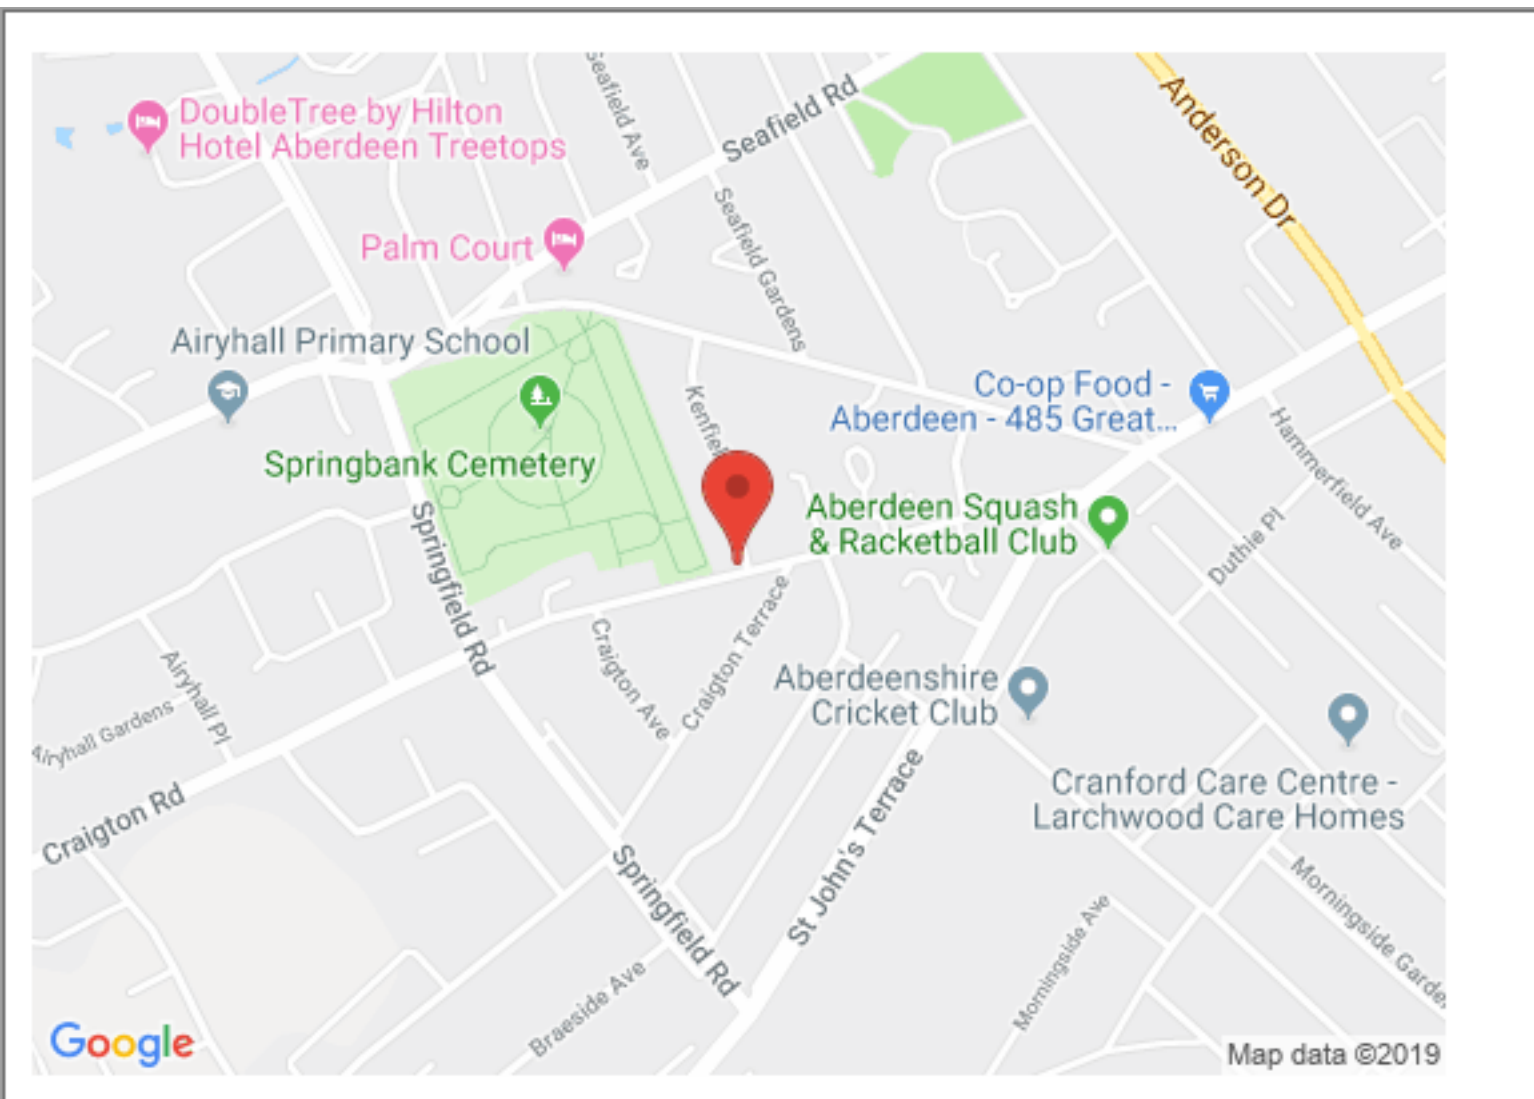 Seafield Ave
Seafield Rd
Anderson Dr
DoubleTree by Hilton
Hotel Aberdeen Treetops
Palm Court
Seafield Gardens
Airyhall Primary School
Co-op Food -
Aberdeen - 485 Great...
Kenfiel
Hammerfield Ave
Springbank Cemetery
Springfield Rd
Aberdeen Squash
& Racketball Club
Duthie Pl
Craigton Ave
Craigton Terrace
Airyhall Pl
Airyhall Gardens
Aberdeenshire
Cricket Club
Craigton Rd
St John's Terrace
Cranford Care Centre -
Larchwood Care Homes
Springfield Rd
Morningside Ave
Morningside Garde
Braeside Ave
Google
Map data ©2019